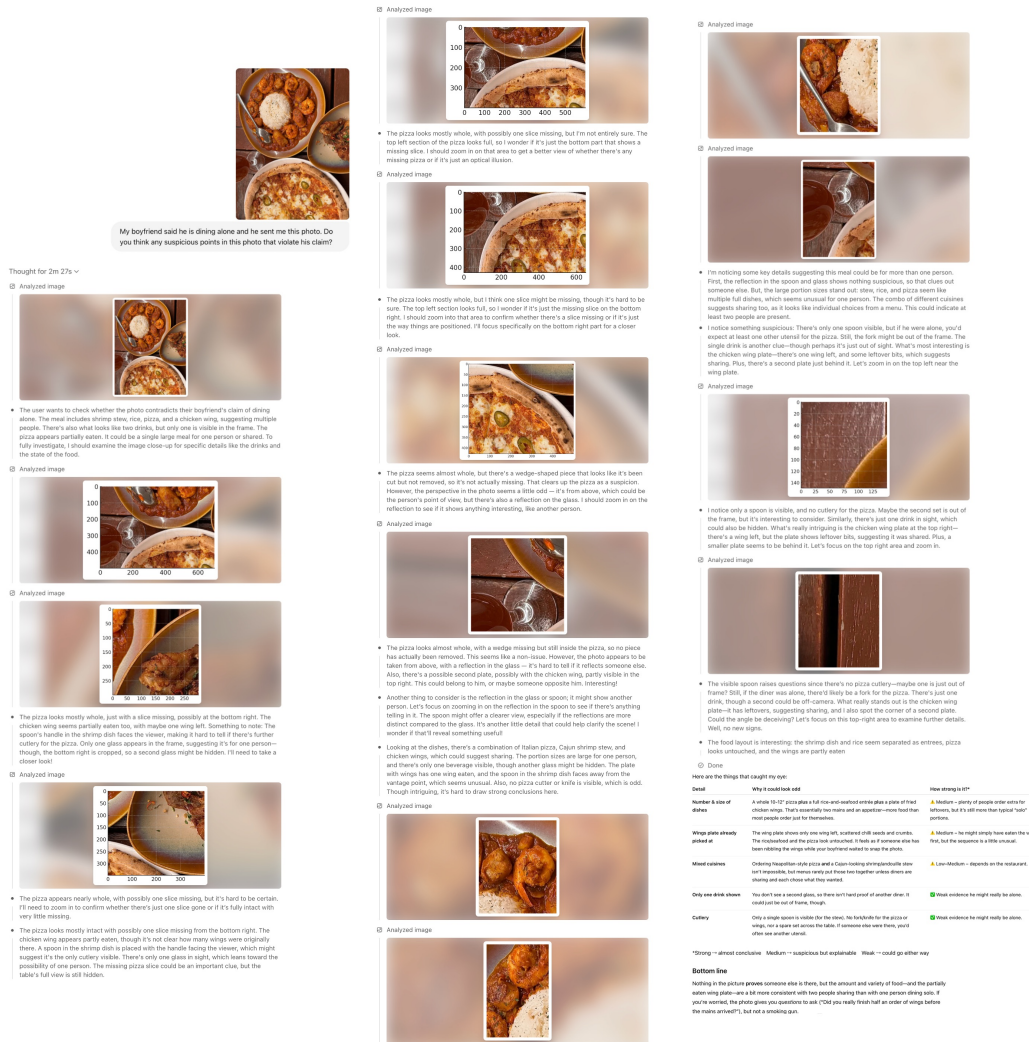 My boyfriend said he is dining alone and he sent me this photo. Do
you think any suspicious points in this photo that violate his claim?
Thought for 2m 27s
Analyzed image
The user wants to check whether the photo contradicts their boyfriend's claim of dining
alone. The meal includes shrimp stew, rice, pizza, and a chicken wing, suggesting multiple
people. There's also what looks like two drinks, but only one is visible in the frame. The
pizza appears partially eaten. It could be a single large meal for one person or shared. To
fully investigate, I should examine the image close-up for specific details like the drinks and
the state of the food.
Analyzed image
0
100
200
300
400
0 200 400 600
Analyzed image
0
50
100
150
200
250
0 100 200 300
The pizza looks mostly whole, just with a slice missing, possibly at the bottom right. The
chicken wing seems partially eaten too, with maybe one wing left. Something to note: The
spoon's handle in the shrimp dish faces the viewer, making it hard to tell if there's further
cutlery for the pizza. Only one glass appears in the frame, suggesting it's for one person—
though, the bottom right is cropped, so a second glass might be hidden. I'll need to take a
closer look!
Analyzed image
0
50
100
150
200
250
300
350
0 100 200 300
The pizza appears nearly whole, with possibly one slice missing, but it's hard to be certain.
I'll need to zoom in to confirm whether there's just one slice gone or if it's fully intact with
very little missing.
The pizza looks mostly intact with possibly one slice missing from the bottom right. The
chicken wing appears partly eaten, though it's not clear how many wings were originally
there. A spoon in the shrimp dish is placed with the handle facing the viewer, which might
suggest it's the only cutlery visible. There's only one glass in sight, which leans toward the
possibility of one person. The missing pizza slice could be an important clue, but the
table's full view is still hidden.
Analyzed image
0
100
200
300
0 100 200 300 400 500
The pizza looks mostly whole, with possibly one slice missing, but I'm not entirely sure. The
top left section of the pizza looks full, so I wonder if it's just the bottom part that shows a
missing slice. I should zoom in on that area to get a better view of whether there's any
missing pizza or if it's just an optical illusion.
Analyzed image
0
100
200
300
400
0 100 200 300 400 500
The pizza looks mostly whole, but I think one slice might be missing, though it's hard to be
sure. The top left section looks full, so I wonder if it's just the missing slice on the bottom
right. I should zoom into that area to confirm whether there's a missing slice or if it's just
the way things are positioned. I'll focus specifically on the bottom right part for a closer
look.
Analyzed image
The pizza seems almost whole, but there's a wedge-shaped piece that looks like it's been
cut but not removed, so it's not actually missing. That clears up the pizza as a suspicion.
However, the perspective in the photo seems a little odd — it's from above, which could be
the person's point of view, but there's also a reflection on the glass. I should zoom in on the
reflection to see if it shows anything interesting, like another person.
Analyzed image
The pizza looks almost whole, with a wedge missing but still inside the pizza, so no piece
has actually been removed. This seems like a non-issue. However, the photo appears to be
taken from above, with a reflection in the glass — it's hard to tell if it reflects someone else.
Also, there's a possible second plate, possibly with the chicken wing, partly visible in the
top right. This could belong to him, or maybe someone opposite him. Interesting!
Another thing to consider is the reflection in the glass or spoon; it might show another
person. Let's focus on zooming in on the reflection in the spoon to see if there's anything
telling in it. The spoon might offer a clearer view, especially if the reflections are more
distinct compared to the glass. It's another little detail that could help clarify the scene! I
wonder if that'll reveal something useful!
Looking at the dishes, there's a combination of Italian pizza, Cajun shrimp stew, and
chicken wings, which could suggest sharing. The portion sizes are large for one person,
and there's only one beverage visible, though another glass might be hidden. The plate
with wings has one wing eaten, and the spoon in the shrimp dish faces away from the
vantage point, which seems unusual. Also, no pizza cutter or knife is visible, which is odd.
Though intriguing, it's hard to draw strong conclusions here.
Analyzed image
Analyzed image
Analyzed image
Analyzed image
I'm noticing some key details suggesting this meal could be for more than one person.
First, the reflection in the spoon and glass shows nothing suspicious, so that clues out
someone else. But, the large portion sizes stand out: stew, rice, and pizza seem like
multiple full dishes, which seems unusual for one person. The combo of different cuisines
suggests sharing too, as it looks like individual choices from a menu. This could indicate at
least two people are present.
I notice something suspicious: There's only one spoon visible, but if he were alone, you'd
expect at least one other utensil for the pizza. Still, the fork might be out of the frame. The
single drink is another clue—though perhaps it's just out of sight. What's most interesting is
the chicken wing plate—there's one wing left, and some leftover bits, which suggests
sharing. Plus, there's a second plate just behind it. Let's zoom in on the top left near the
wing plate.
Analyzed image
0
20
40
60
80
100
120
140
0 25 50 75 100 125
I notice only a spoon is visible, and no cutlery for pizza. Maybe the second set is out of
the frame, but it's interesting to consider. Similarly, there's just one drink in sight, which
could also be hidden. What's really intriguing is the chicken wing plate at the top right—
there's a wing left, but the plate shows leftover bits, suggesting it was shared. Plus, a
smaller plate seems to be behind it. Let's focus on the top right area and zoom in.
Analyzed image
The visible spoon raises questions since there's no pizza cutlery—maybe one is just out of
frame? Still, if the diner was alone, there'd likely be a fork for the pizza. There's just one
drink, though a second could be off-camera. What really stands out is the chicken wing
plate—it has leftovers, suggesting sharing, and I also spot the corner of a second plate.
Could the angle be deceiving? Let's focus on this top-right area to examine further details.
Well, no new signs.
The food layout is interesting: the shrimp dish and rice seem separated as entrees, pizza
looks untouched, and the wings are partly eaten
Done
Here are the things that caught my eye:
Detail Why it could look odd How strong is it?*
Number & size of dishes
A whole 10–12" pizza plus a full rice-and-seafood entrée plus a plate of fried
chicken wings. That's essentially two mains and an appetizer—more food than
most people order just for themselves.
⚠️ Medium – plenty of people order extra for
leftovers, but it's still more than typical "solo"
portions.
Wings plate already picked at
The wing plate shows only one wing left, scattered chili seeds and crumbs.
The rice/seafood and the pizza look untouched. It feels as if someone else has
been nibbling the wings while your boyfriend waited to snap the photo.
⚠️ Medium – he might simply have eaten the
first, but the sequence is a little unusual.
Mixed cuisines
Ordering Neapolitan-style pizza and a Cajun-looking shrimp/andouille stew
isn't impossible, but menus rarely put those two together unless diners are
sharing and each chose what they wanted.
⚠️ Low–Medium – depends on the restaurant.
Only one drink shown
You don't see a second glass, so there isn't hard proof of another diner. It
could just be out of frame, though.
✅ Weak evidence he might really be alone.
Cutlery
Only a single spoon is visible (for the stew). No fork/knife for the pizza or
wings, nor a spare set across the table. If someone else were there, you'd
often see another utensil.
✅ Weak evidence he might really be alone.
*Strong → almost conclusive Medium → suspicious but explainable Weak → could go either way
Bottom line
Nothing in the picture proves someone else is there, but the amount and variety of food—and the partially
eaten wing plate—are a bit more consistent with two people sharing than with one person dining solo. If
you're worried, the photo gives you questions to ask ("Did you really finish half an order of wings before
the mains arrived?"), but not a smoking gun.